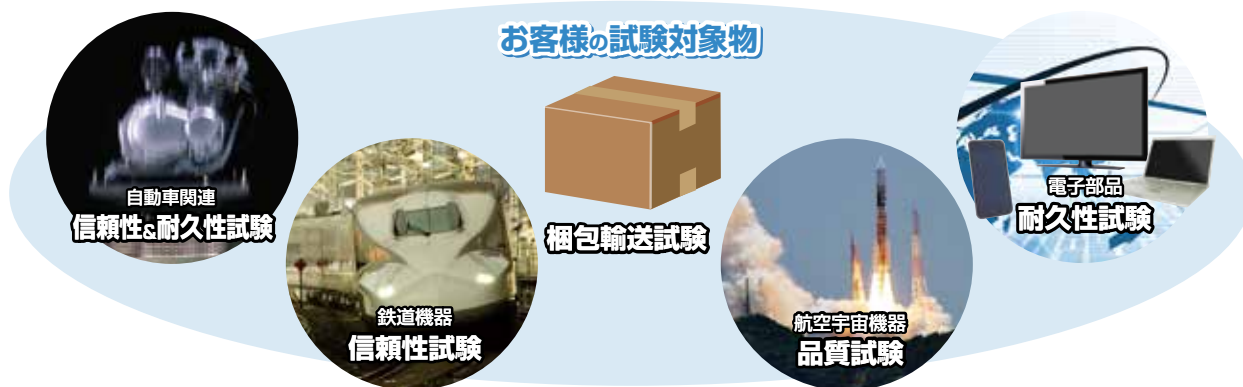 お客様の試験対象物
自動車関連
信頼性&耐久性試験
鉄道機器
信頼性試験
梱包輸送試験
航空宇宙機器
品質試験
電子部品
耐久性試験